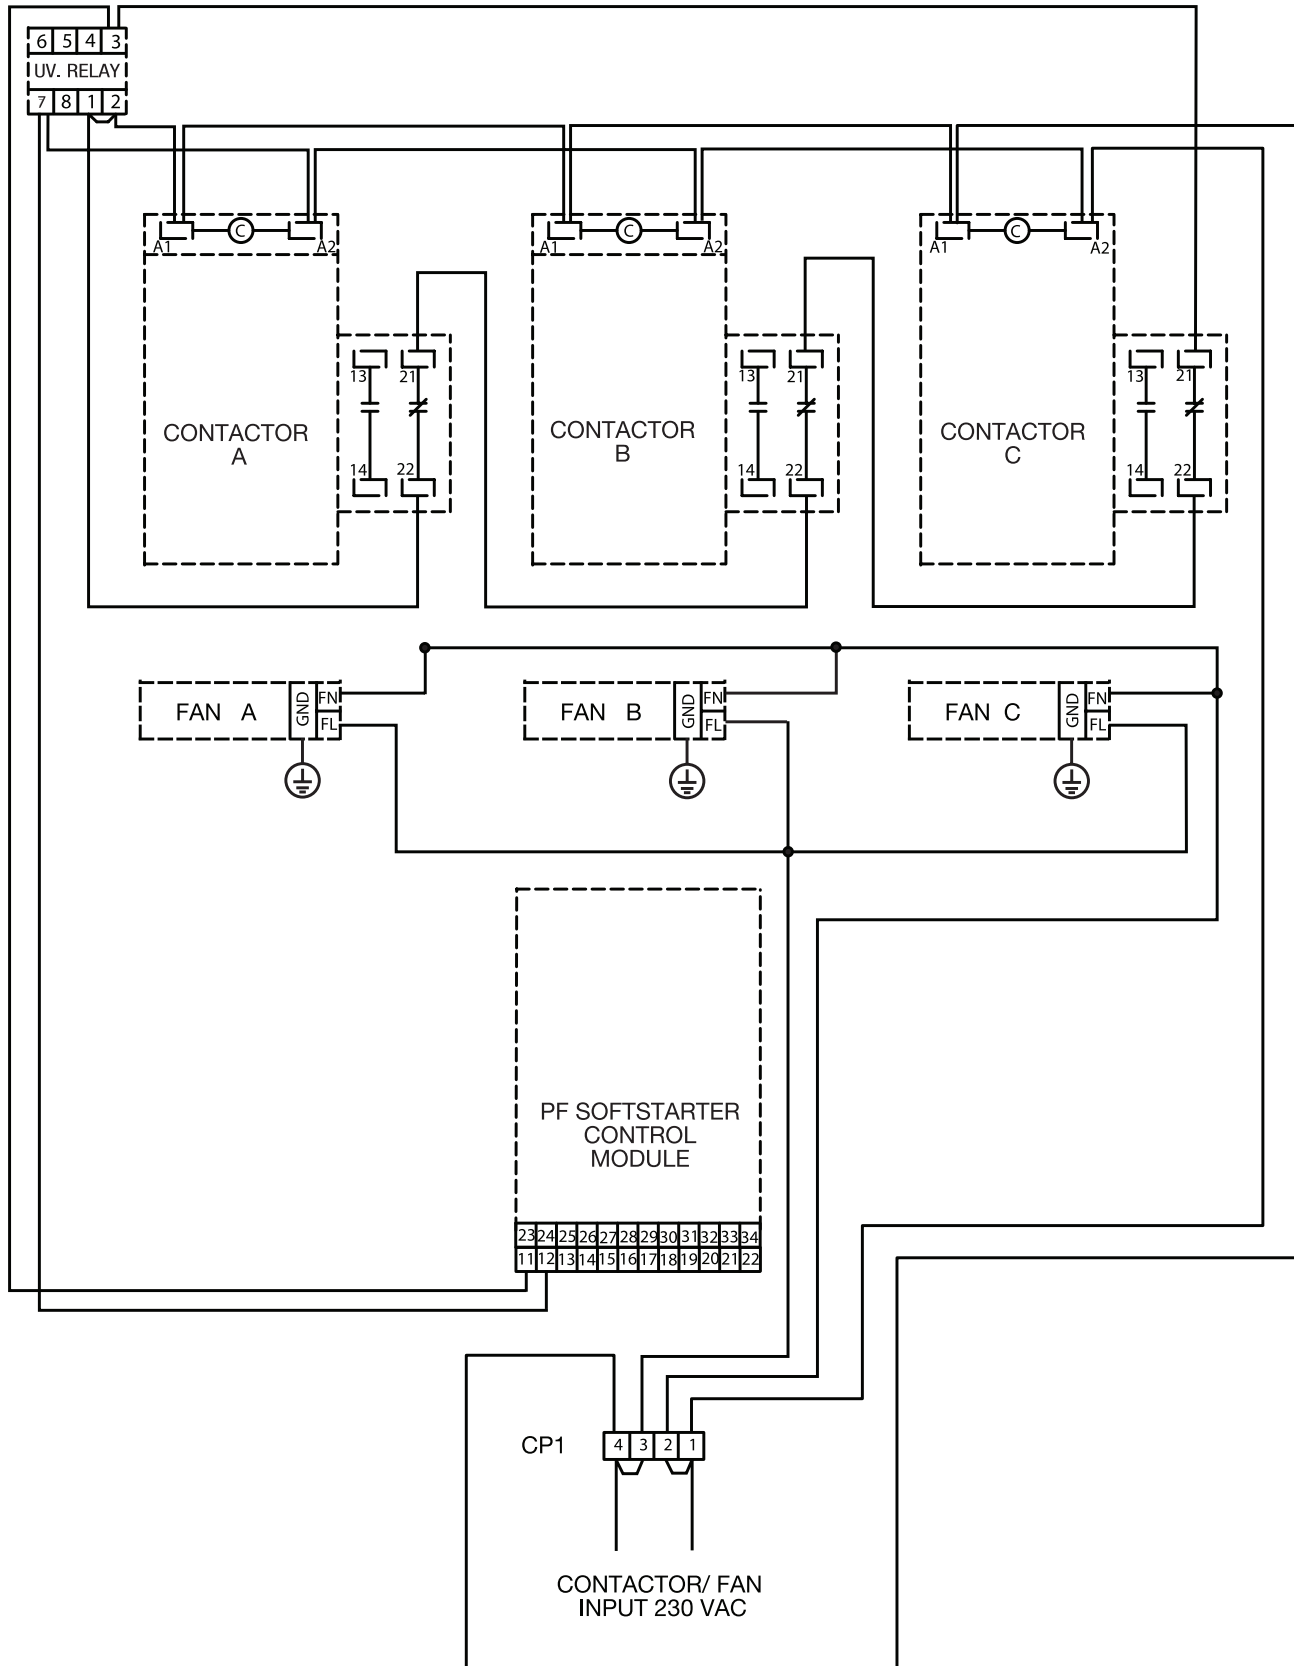 6 5 4 3
UV. RELAY
7 8 1 2
C C C
A1 A2 A1 A2 A1 A2
13 21 13 21 13 21
CONTACTOR
A
CONTACTOR
B
CONTACTOR
C
14 22 14 22 14 22
FAN A GND FN
FL
FAN B GND FN
FL
FAN C GND FN
FL
PF SOFTSTARTER
CONTROL
MODULE
23 24 25 26 27 28 29 30 31 32 33 34
11 12 13 14 15 16 17 18 19 20 21 22
CP1 4 3 2 1
CONTACTOR/ FAN
INPUT 230 VAC